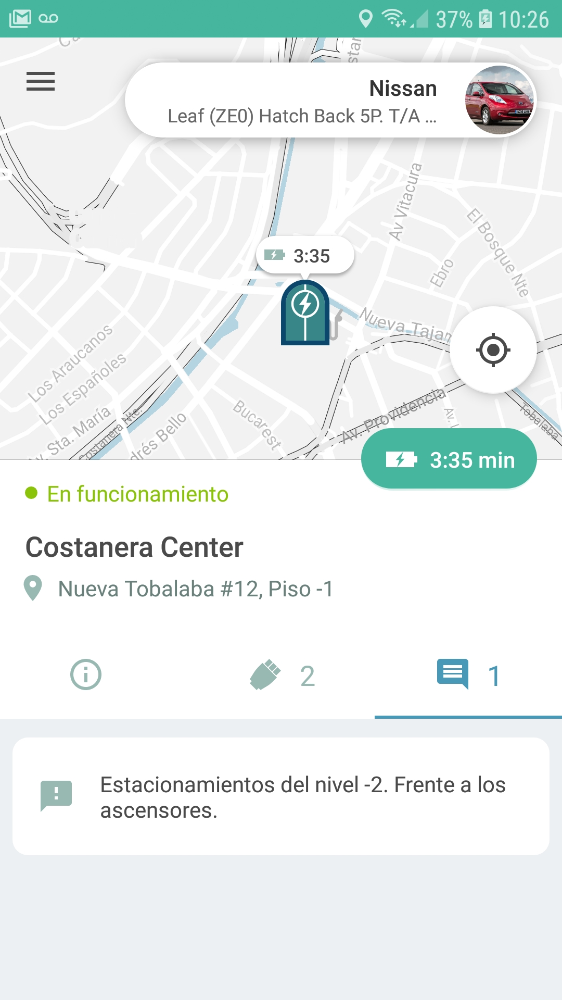 37% 10:26
Nissan
Leaf (ZE0) Hatch Back 5P. T/A ...
Av Vitacura
El Bosque Nte
3:35
Ebro
Nueva Tajam
Los Araucanos
Los Españoles
Sta. María
Costanera Nte.
drés Bello
Bucarest
Av. Providencia
Av. L
Tobalaba
3:35 min
En funcionamiento
Costanera Center
Nueva Tobalaba #12, Piso -1
2
1
Estacionamientos del nivel -2. Frente a los
ascensores.